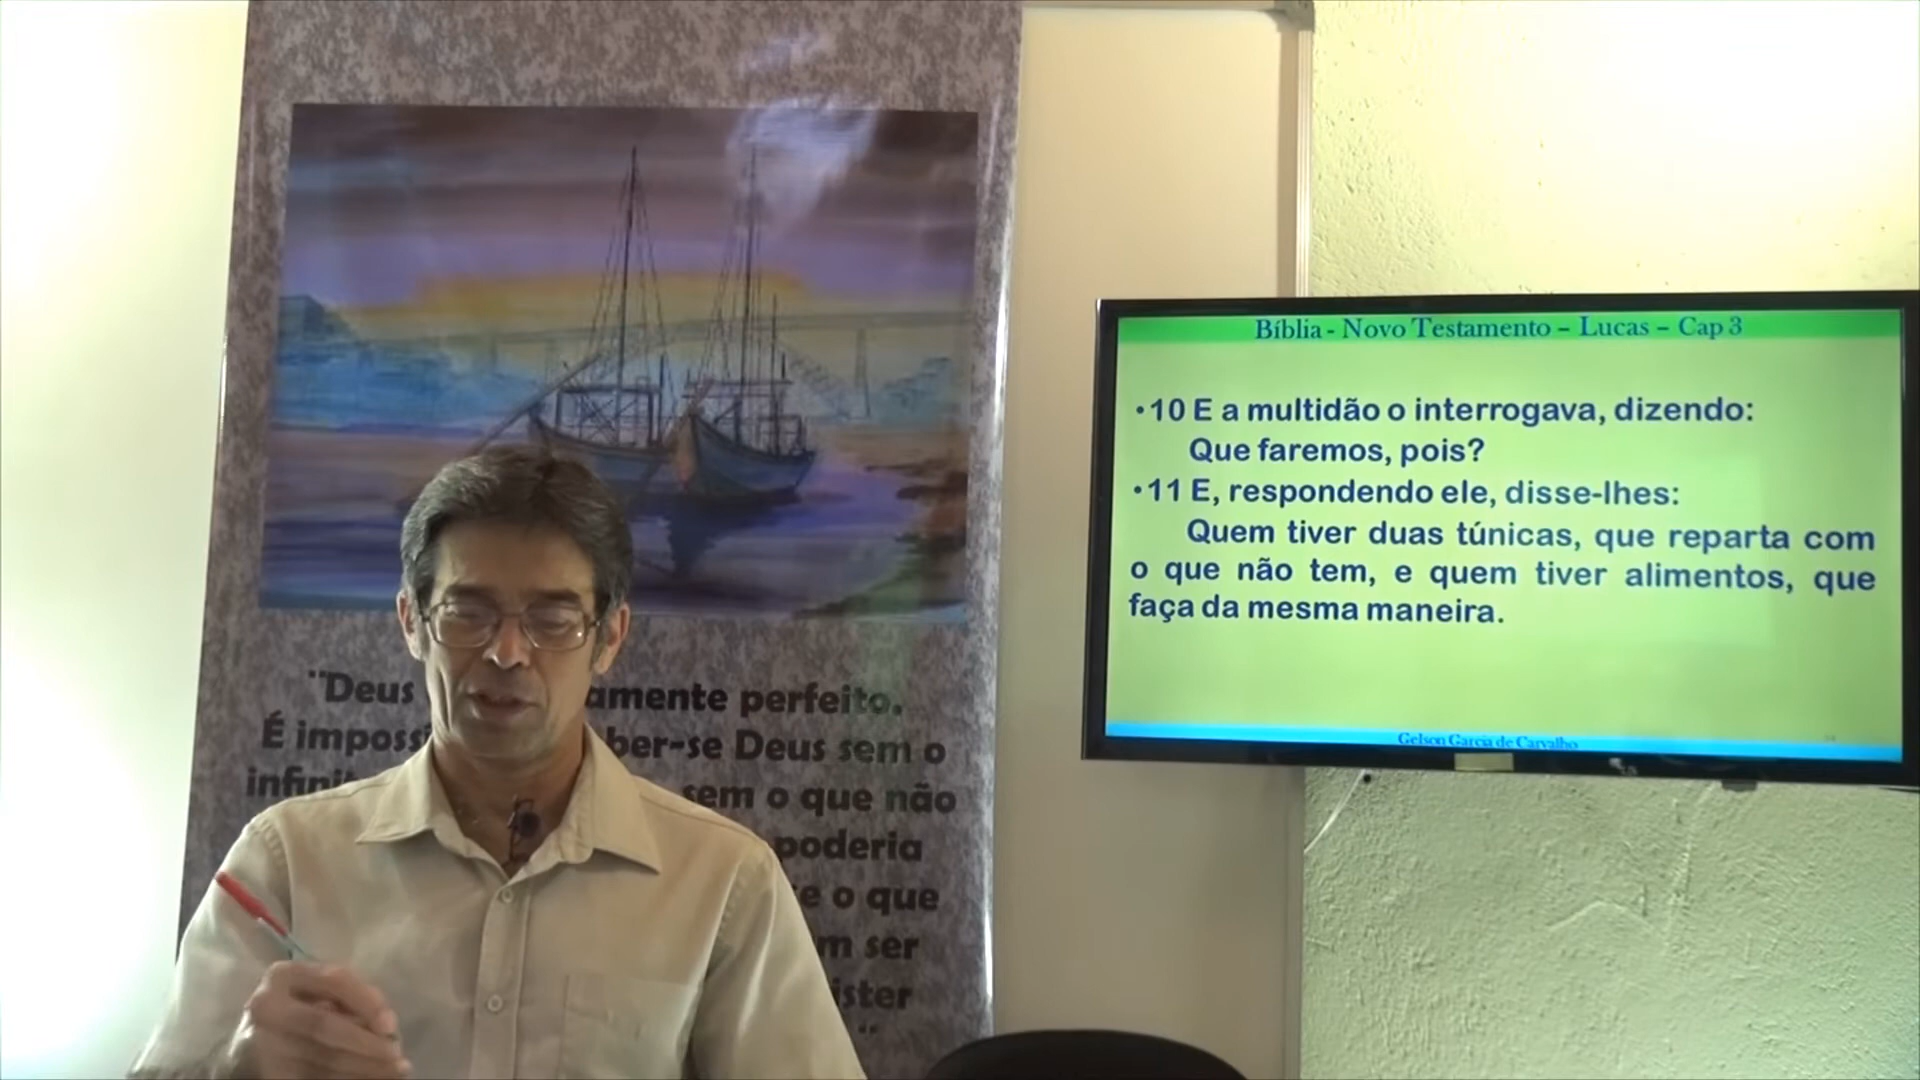 ¨Deus amente perfeito.
É imposs ber-se Deus sem o
sem o que não
poderia
e o que
m ser
ister
¨
Bíblia - Novo Testamento – Lucas – Cap 3
•10 E a multidão o interrogava, dizendo:
Que faremos, pois?
•11 E, respondendo ele, disse-lhes:
Quem tiver duas túnicas, que reparta com
o que não tem, e quem tiver alimentos, que
faça da mesma maneira.
Gelson Garcia de Carvalho